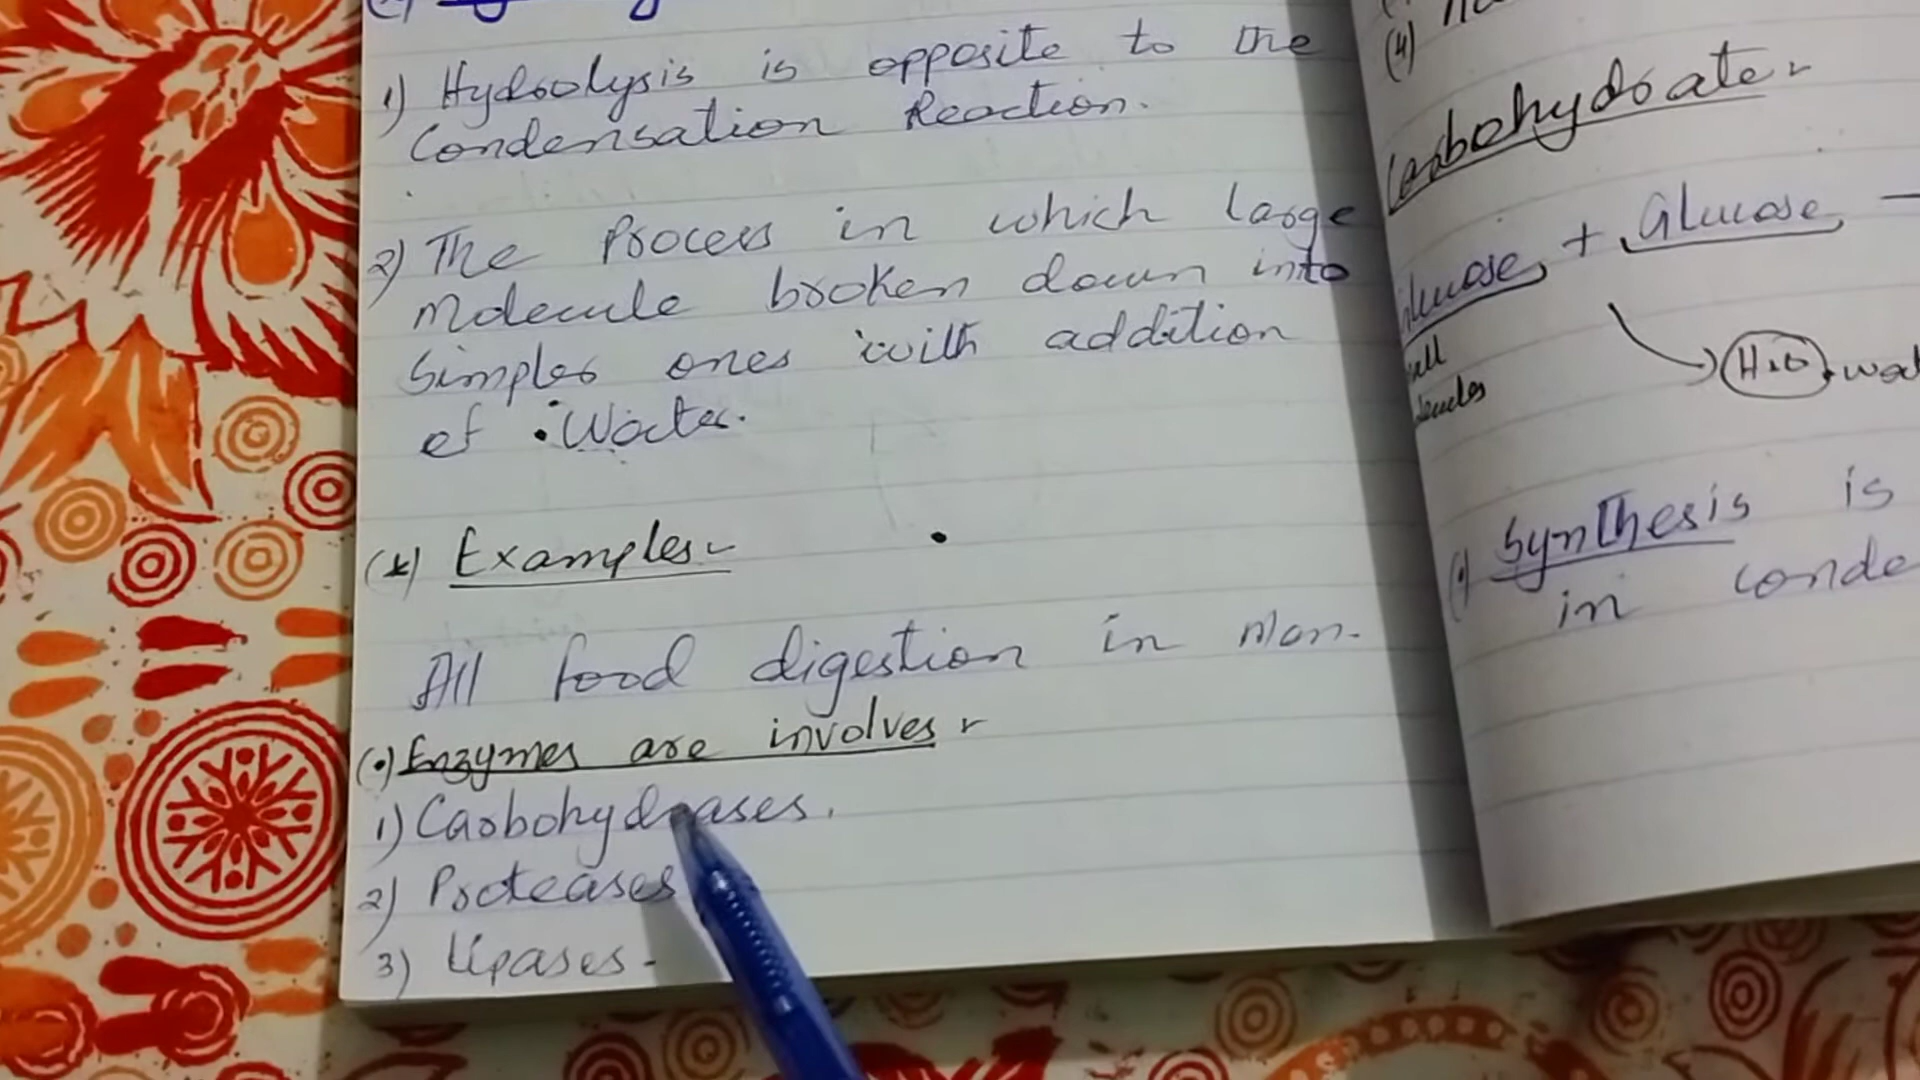 1) Hydrolysis is opposite to the
Condensation Reaction.
2) The Process in which large
Molecule broken down into
Simpler ones with addition
of Water.
(*) Examples:-
All food digestion in Man.
(•) Enzymes are involves:-
1) Carbohydrases.
2) Proteases
3) Lipases.
(4)
Carbohydrate:-
Glucose + Glucose
H2O
(•) Synthesis is
in